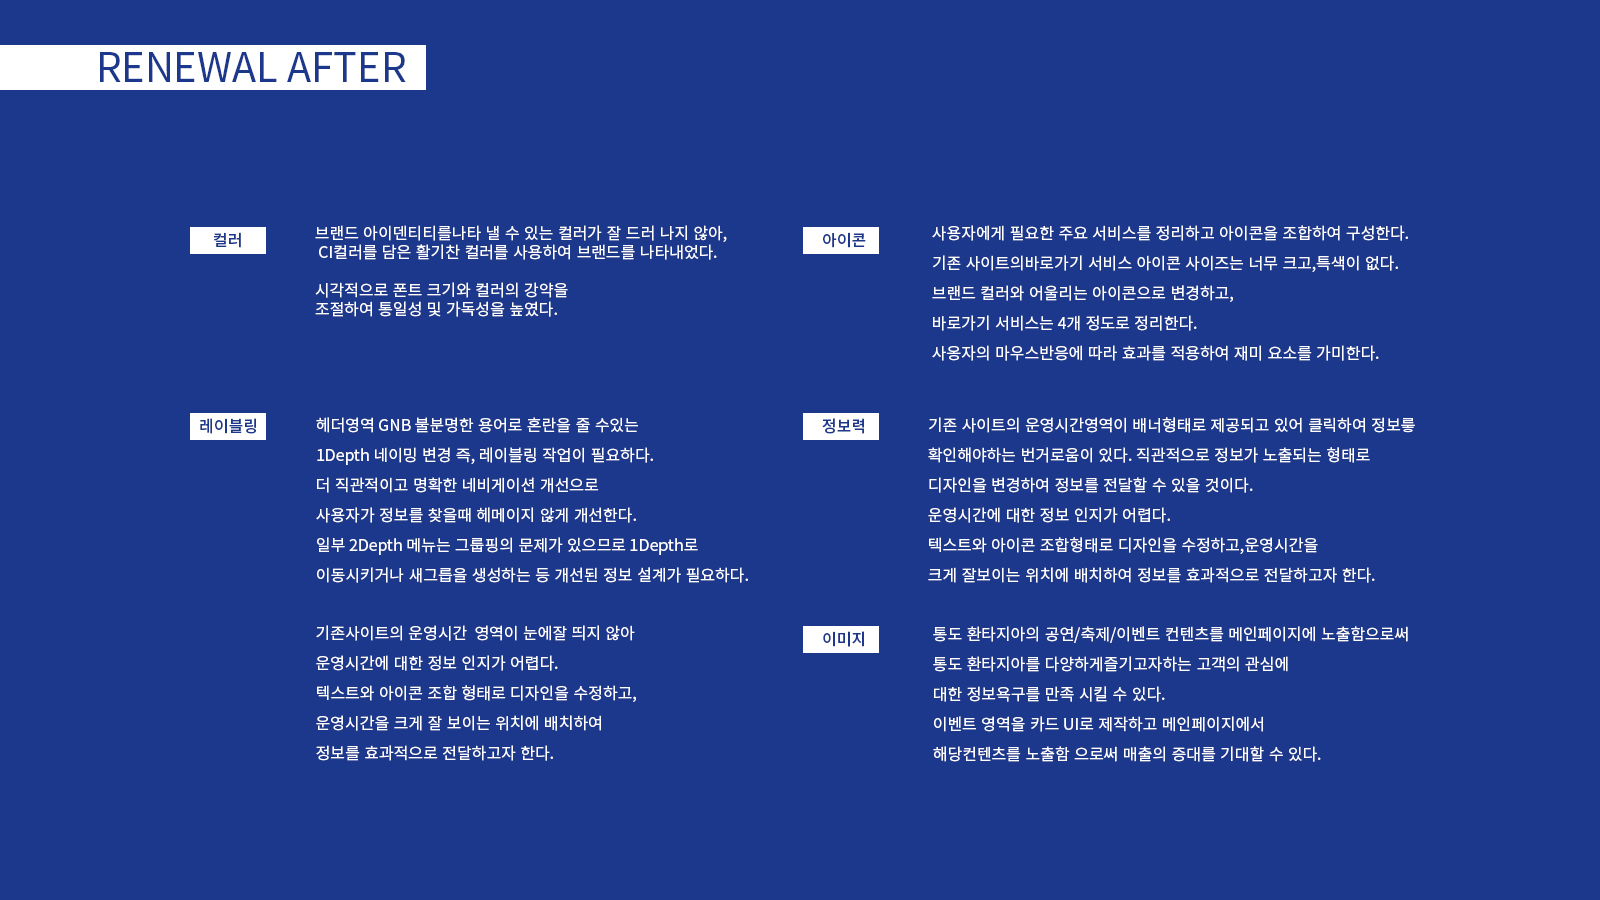 RENEWAL AFTER
컬러
브랜드 아이덴티티를나타 낼 수 있는 컬러가 잘 드러 나지 않아,
CI컬러를 담은 활기찬 컬러를 사용하여 브랜드를 나타내었다.
시각적으로 폰트 크기와 컬러의 강약을
조절하여 통일성 및 가독성을 높였다.
아이콘
사용자에게 필요한 주요 서비스를 정리하고 아이콘을 조합하여 구성한다.
기존 사이트의바로가기 서비스 아이콘 사이즈는 너무 크고,특색이 없다.
브랜드 컬러와 어울리는 아이콘으로 변경하고,
바로가기 서비스는 4개 정도로 정리한다.
사옹자의 마우스반응에 따라 효과를 적용하여 재미 요소를 가미한다.
레이블링
헤더영역 GNB 불분명한 용어로 혼란을 줄 수있는
1Depth 네이밍 변경 즉, 레이블링 작업이 필요하다.
더 직관적이고 명확한 네비게이션 개선으로
사용자가 정보를 찾을때 헤메이지 않게 개선한다.
일부 2Depth 메뉴는 그룹핑의 문제가 있으므로 1Depth로
이동시키거나 새그릅을 생성하는 등 개선된 정보 설계가 필요하다.
기존사이트의 운영시간 영역이 눈에잘 띄지 않아
운영시간에 대한 정보 인지가 어렵다.
텍스트와 아이콘 조합 형태로 디자인을 수정하고,
운영시간을 크게 잘 보이는 위치에 배치하여
정보를 효과적으로 전달하고자 한다.
정보력
기존 사이트의 운영시간영역이 배너형태로 제공되고 있어 클릭하여 정보룧
확인해야하는 번거로움이 있다. 직관적으로 정보가 노출되는 형태로
디자인을 변경하여 정보를 전달할 수 있을 것이다.
운영시간에 대한 정보 인지가 어렵다.
텍스트와 아이콘 조합형태로 디자인을 수정하고,운영시간을
크게 잘보이는 위치에 배치하여 정보를 효과적으로 전달하고자 한다.
이미지
통도 환타지아의 공연/축제/이벤트 컨텐츠를 메인페이지에 노출함으로써
통도 환타지아를 다양하게즐기고자하는 고객의 관심에
대한 정보욕구를 만족 시킬 수 있다.
이벤트 영역을 카드 UI로 제작하고 메인페이지에서
해당컨텐츠를 노출함 으로써 매출의 증대를 기대할 수 있다.